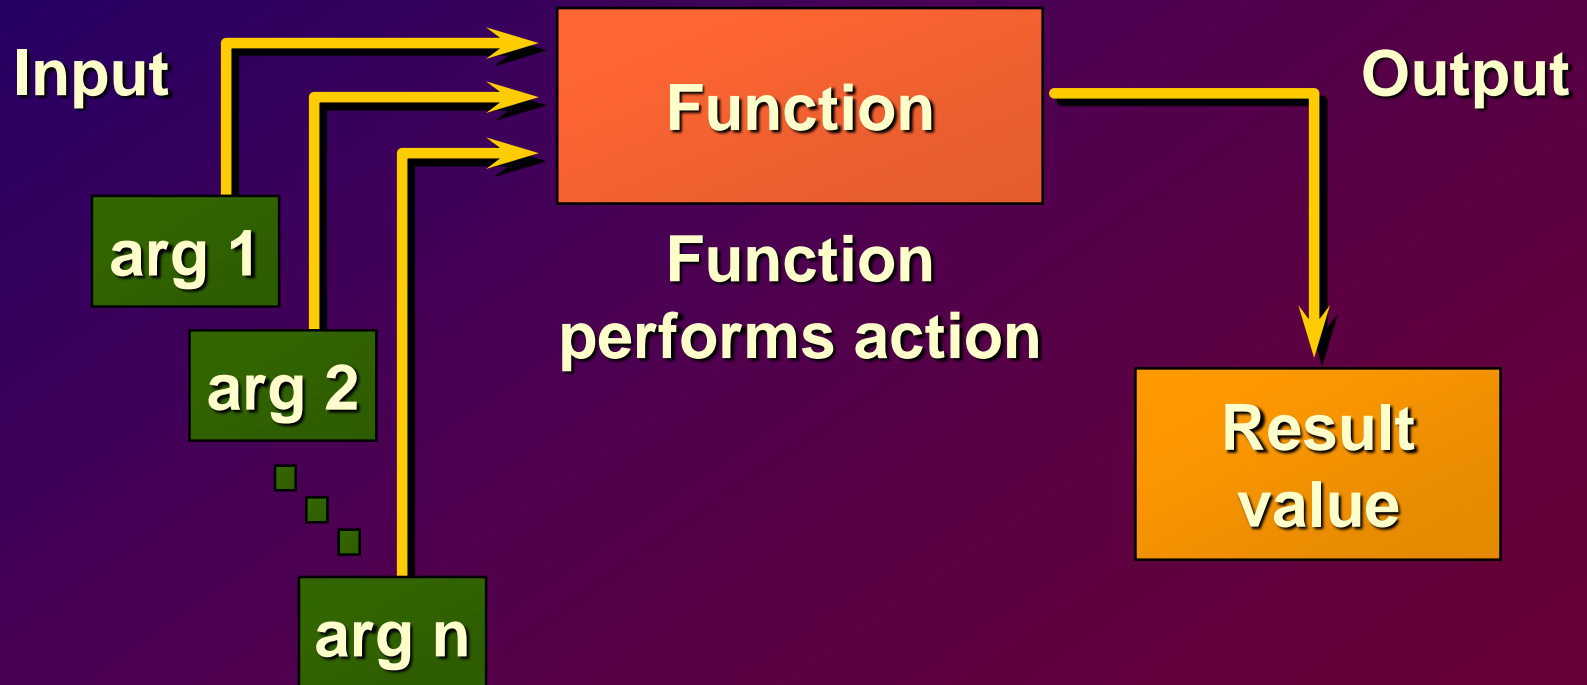 Input
Function
Output
arg 1
Function
performs action
arg 2
Result
value
arg n